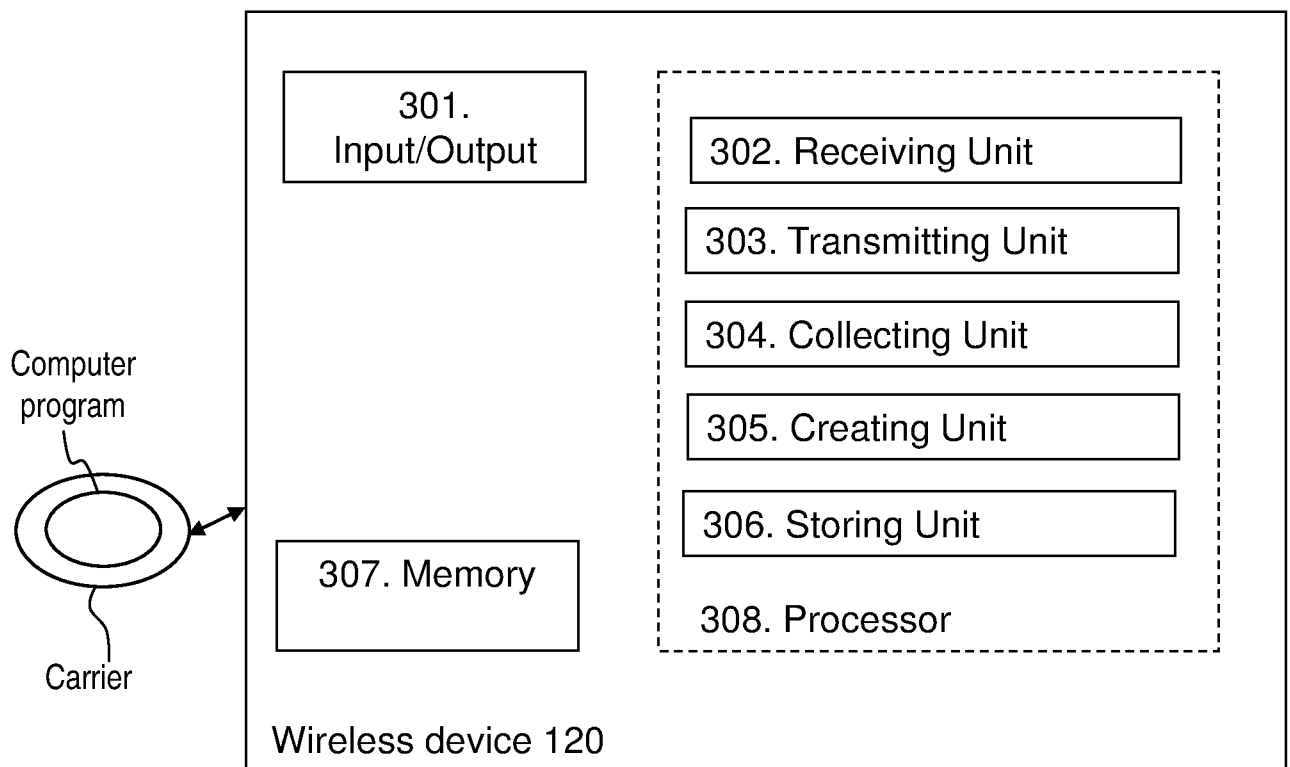 301.
Input/Output
302. Receiving Unit
303. Transmitting Unit
304. Collecting Unit
305. Creating Unit
306. Storing Unit
308. Processor
Computer
program
Carrier
307. Memory
Wireless device 120